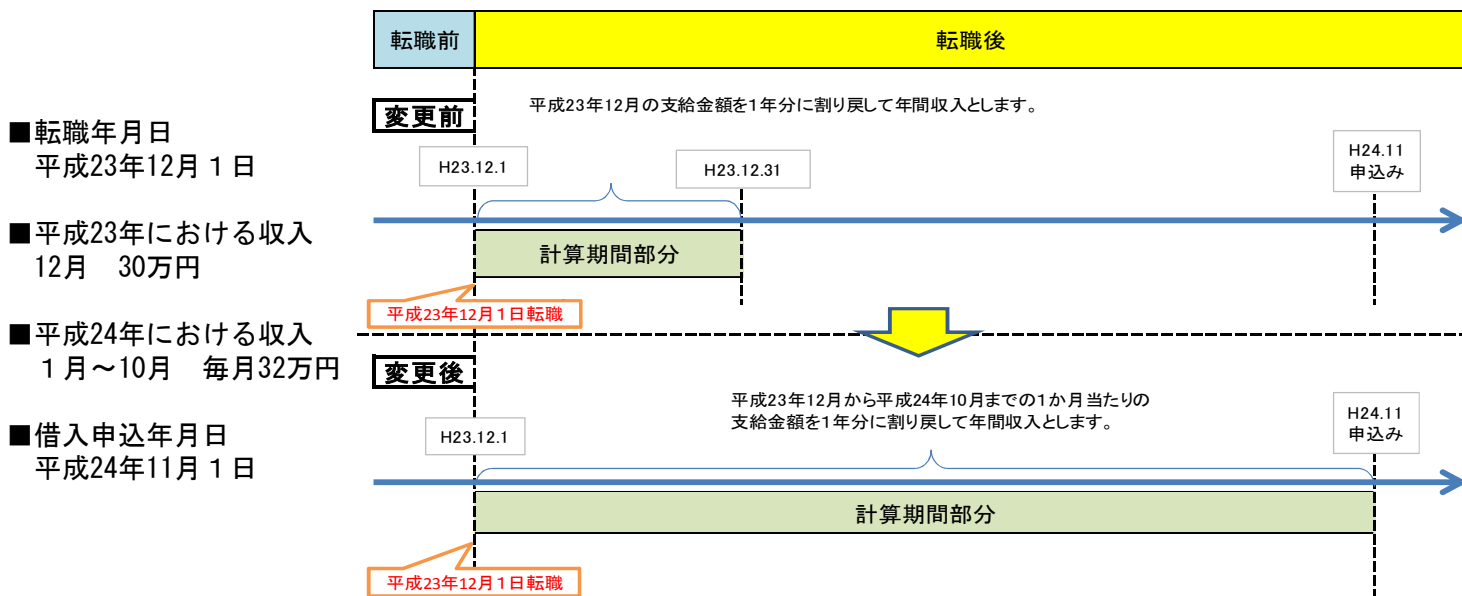 転職前
転職後
■転職年月日
平成23年12月１日
■平成23年における収入
12月　30万円
■平成24年における収入
１月～10月　毎月32万円
■借入申込年月日
平成24年11月１日
変更前
平成23年12月の支給金額を1年分に割り戻して年間収入とします。
H23.12.1
H23.12.31
H24.11
申込み
計算期間部分
平成23年12月１日転職
変更後
平成23年12月から平成24年10月までの1か月当たりの
支給金額を1年分に割り戻して年間収入とします。
H23.12.1
H24.11
申込み
計算期間部分
平成23年12月１日転職